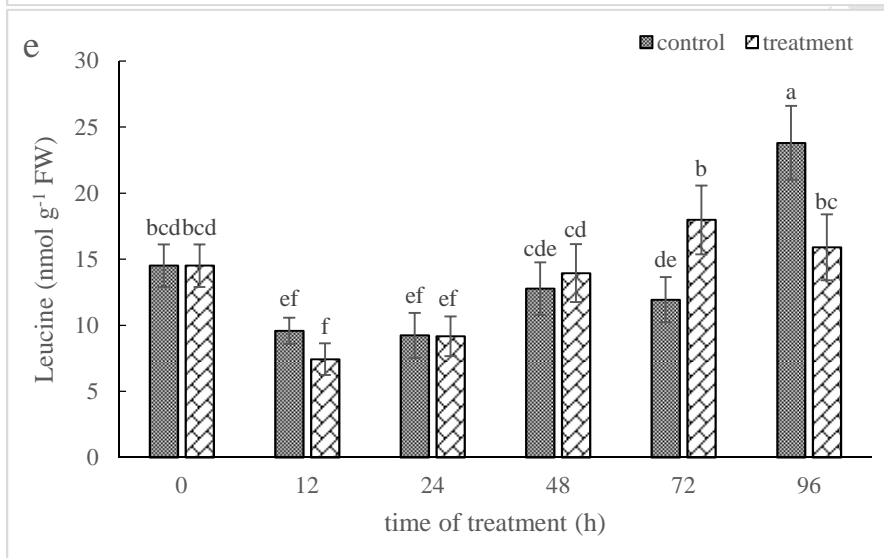 e
control treatment
30
25
20
15
10
5
0
Leucine (nmol g⁻¹ FW)
bcd bcd
ef
f
ef ef
cde
cd
de
b
a
bc
0 12 24 48 72 96
time of treatment (h)